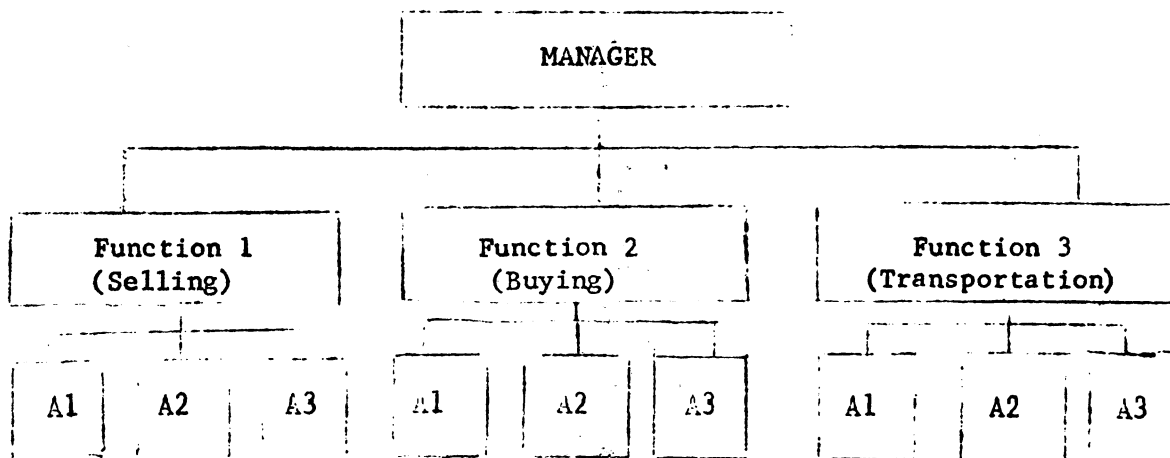 MANAGER
Function 1
(Selling)
Function 2
(Buying)
Function 3
(Transportation)
A1 A2 A3 A1 A2 A3 A1 A2 A3